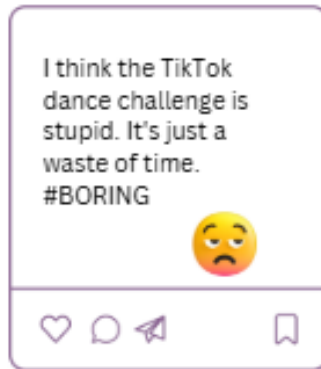 I think the TikTok
dance challenge is
stupid. It's just a
waste of time.
#BORING